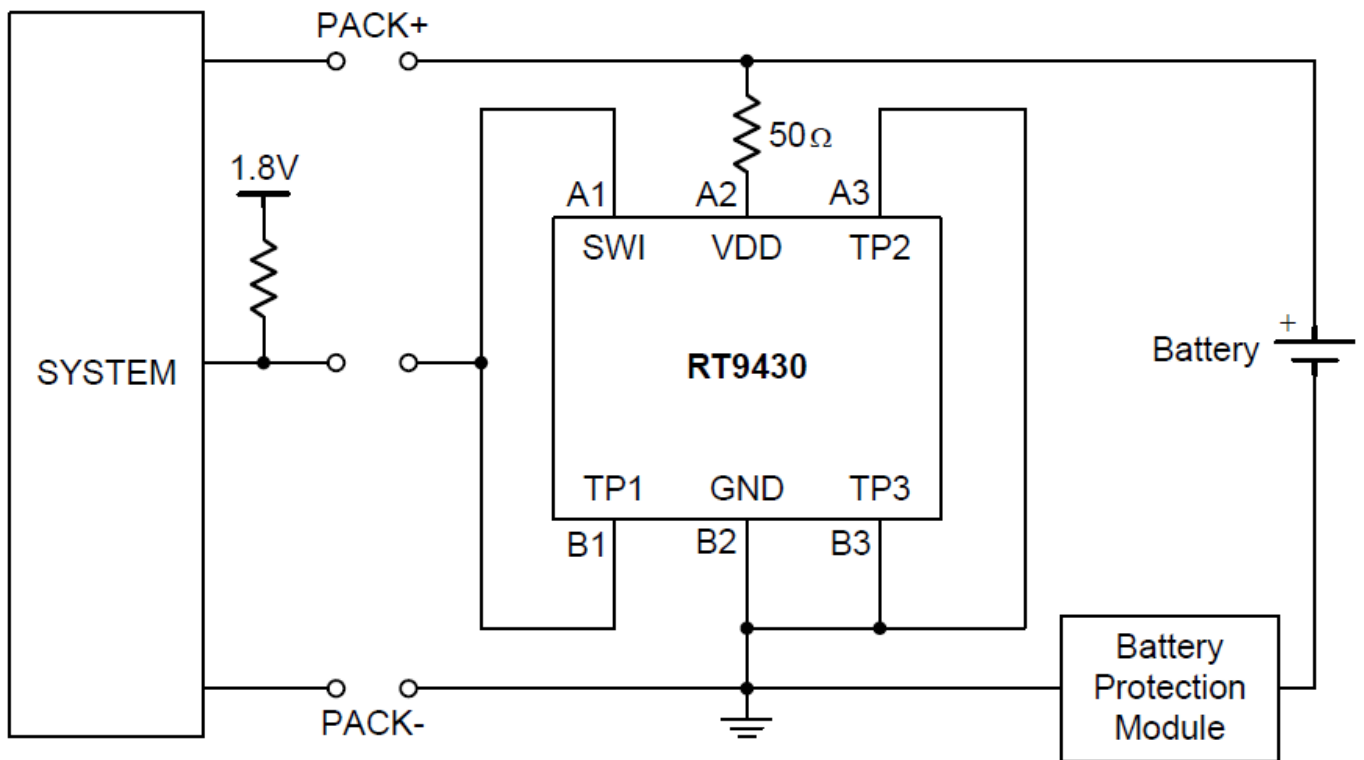 PACK+
50Ω
1.8V
A1
A2
A3
SWI
VDD
TP2
+
Battery
SYSTEM
RT9430
TP1
GND
TP3
B1
B2
B3
Battery
Protection
Module
PACK-